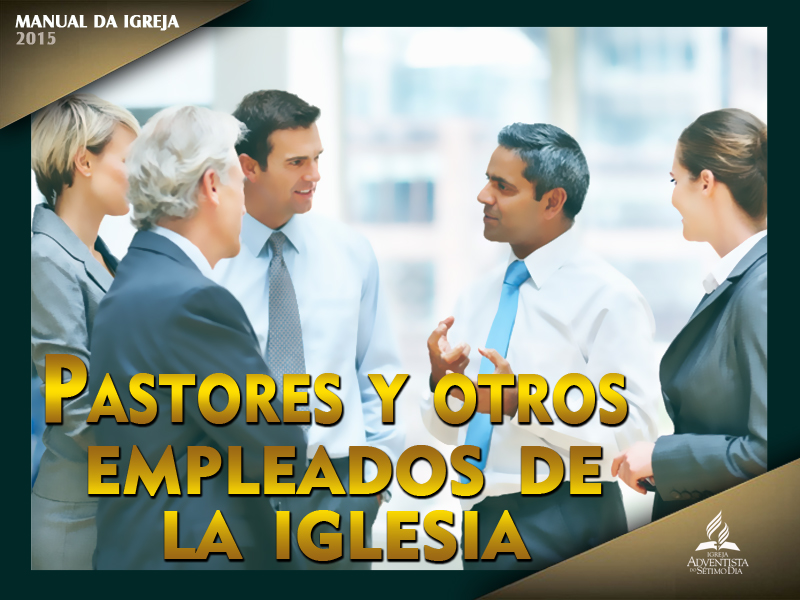 MANUAL DA IGREJA
2015
PASTORES Y OTROS
EMPLEADOS DE
LA IGLESIA
IGREJA
ADVENTISTA
DO SÉTIMO DIA